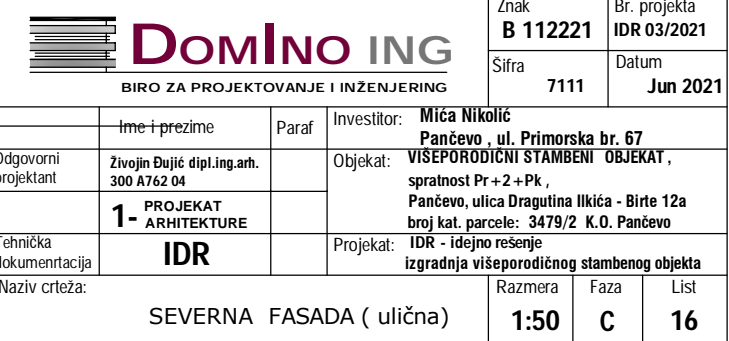 Znak
Br. projekta
B 112221
IDR 03/2021
DOMINO ING
BIRO ZA PROJEKTOVANJE I INŽENJERING
Šifra
Datum
7111
Jun 2021
Ime i prezime
Paraf
Investitor:
Mića Nikolić
Pančevo , ul. Primorska br. 67
Odgovorni
projektant
Živojin Đujić dipl.ing.arh.
300 A762 04
Objekat:
VIŠEPORODIČNI STAMBENI OBJEKAT ,
spratnost Pr+2+Pk ,
Pančevo, ulica Dragutina Ilkića - Birte 12a
broj kat. parcele: 3479/2 K.O. Pančevo
1- PROJEKAT
ARHITEKTURE
Tehnička
dokumenrtacija
IDR
Projekat:
IDR - idejno rešenje
izgradnja višeporodičnog stambenog objekta
Naziv crteža:
SEVERNA FASADA ( ulična)
Razmera
Faza
List
1:50
C
16